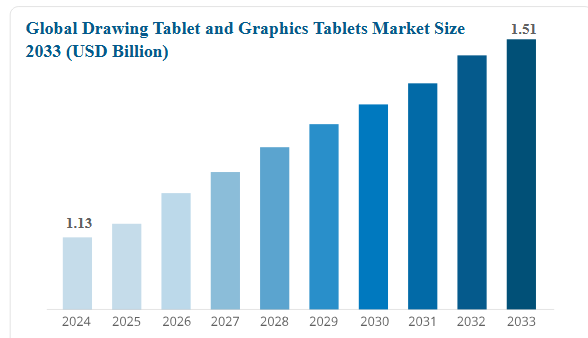 Global Drawing Tablet and Graphics Tablets Market Size
2033 (USD Billion)
1.51
1.13
2024 2025 2026 2027 2028 2029 2030 2031 2032 2033